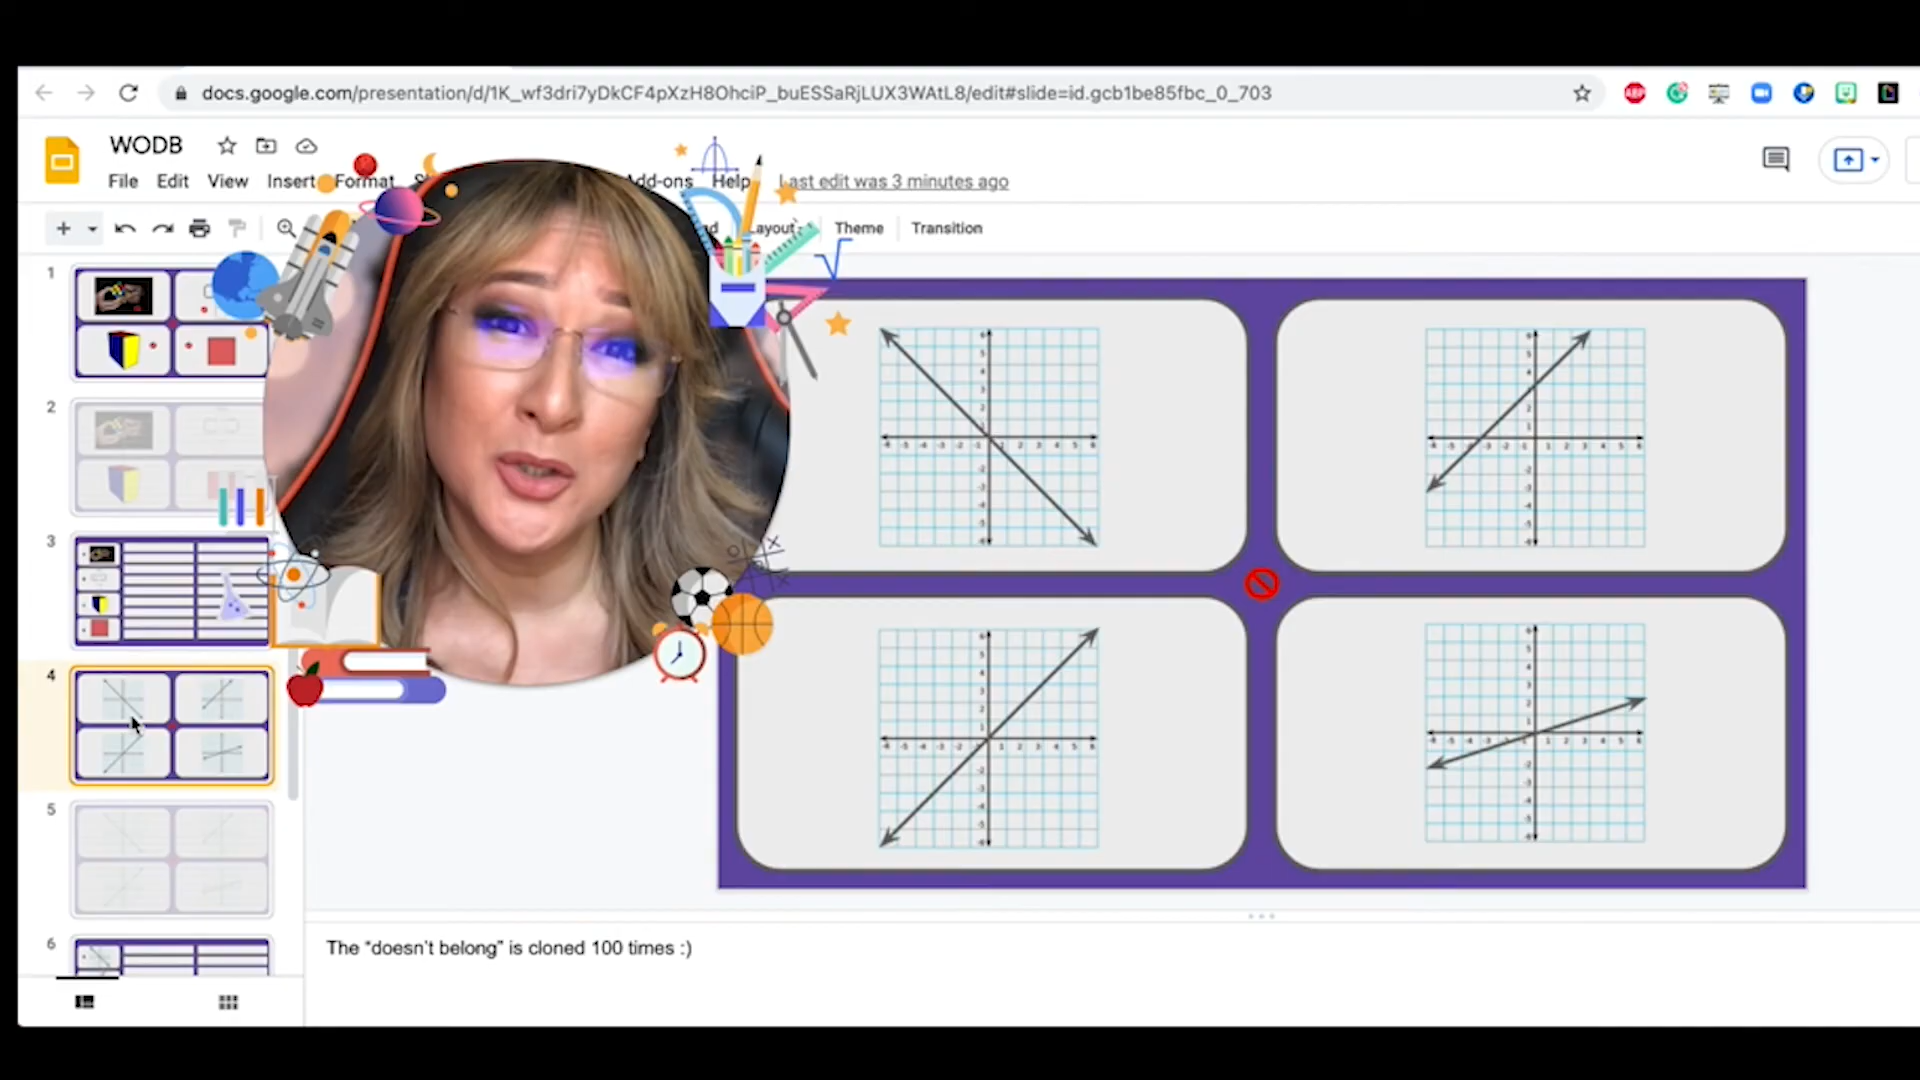 docs.google.com/presentation/d/1K_wf3dri7yDkCF4pXzH8OhciP_buESSaRjLUX3WAtL8/edit#slide=id.gcb1be85fbc_0_703
WODB
File Edit View Insert Format Add-ons Help Last edit was 3 minutes ago
Layout Theme Transition
1
2
3
4
5
6
The “doesn’t belong” is cloned 100 times :)